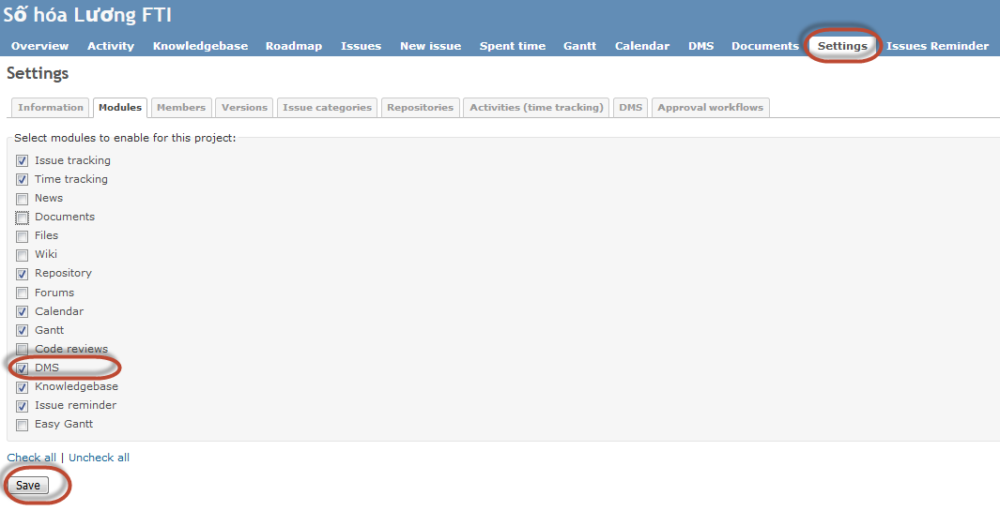 Số hóa Lương FTI
Overview Activity Knowledgebase Roadmap Issues New issue Spent time Gantt Calendar DMS Documents Settings Issues Reminder
Settings
Information Modules Members Versions Issue categories Repositories Activities (time tracking) DMS Approval workflows
Select modules to enable for this project:
Issue tracking
Time tracking
News
Documents
Files
Wiki
Repository
Forums
Calendar
Gantt
Code reviews
DMS
Knowledgebase
Issue reminder
Easy Gantt
Check all | Uncheck all
Save